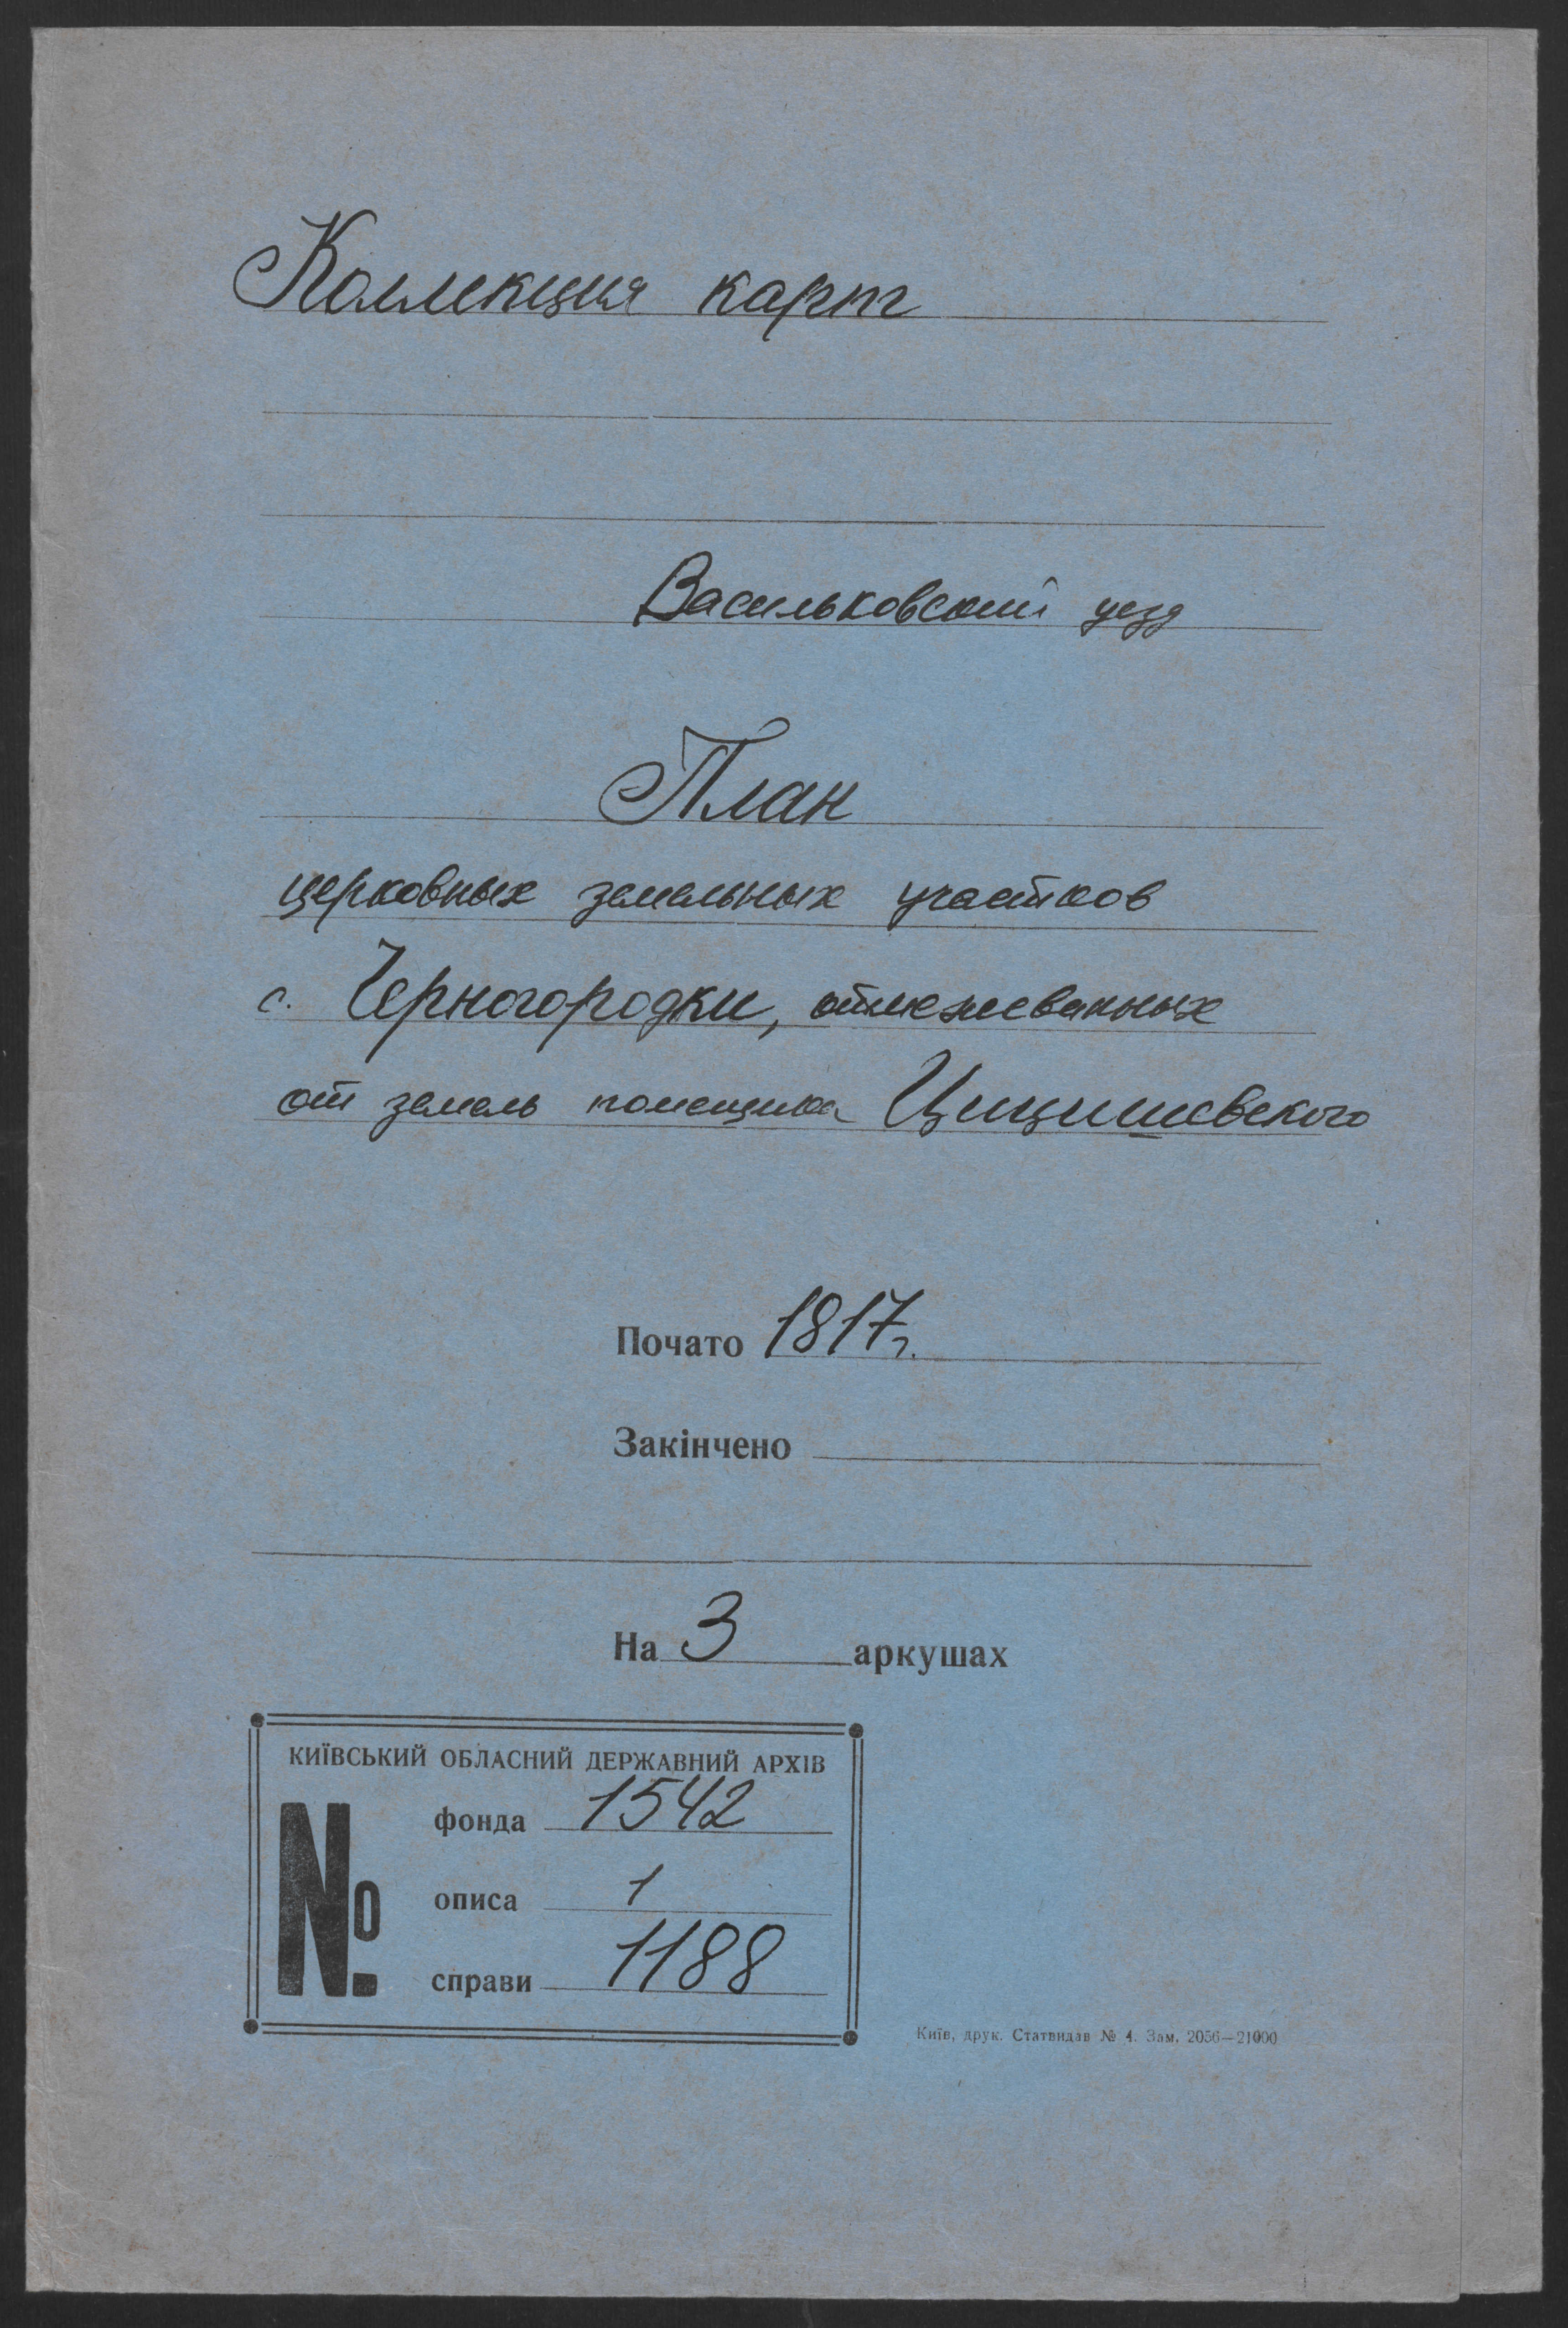 Коллекция карт
Васильковский уезд
План
церковных земельных участков
с. Черногородки, отмежеванных
от земель помещика Цицишевского
Почато 1817 г.
Закінчено
На 3 аркушах
КИЇВСЬКИЙ ОБЛАСНИЙ ДЕРЖАВНИЙ АРХІВ
№
фонда 1542
описа 1
справи 1188
Київ, друк. Статвидав № 4. Зам. 2056—21000